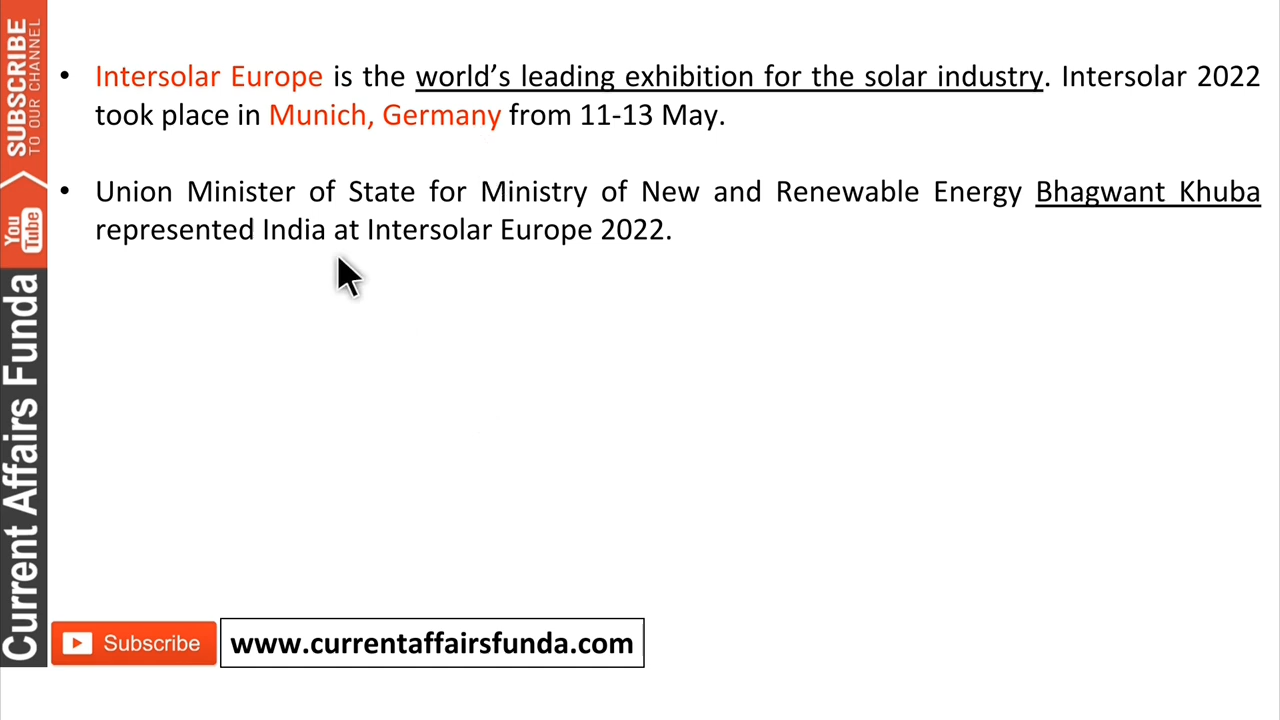 • Intersolar Europe is the world's leading exhibition for the solar industry. Intersolar 2022
took place in Munich, Germany from 11-13 May.
• Union Minister of State for Ministry of New and Renewable Energy Bhagwant Khuba
represented India at Intersolar Europe 2022.
SUBSCRIBE
TO OUR CHANNEL
You
Tube
Current Affairs Funda
Subscribe
www.currentaffairsfunda.com